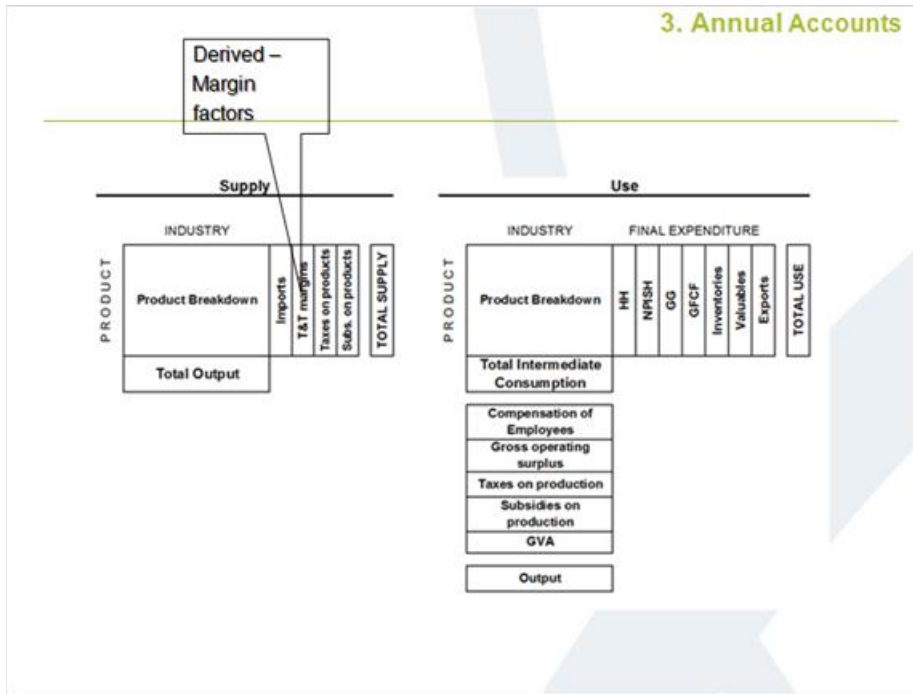 3. Annual Accounts
Derived –
Margin
factors
Supply
INDUSTRY
PRODUCT
Product Breakdown
Imports
T&T margins
Taxes on products
Subs. on products
TOTAL SUPPLY
Total Output
Use
INDUSTRY
FINAL EXPENDITURE
PRODUCT
Product Breakdown
HH
NPISH
GG
GFCF
Inventories
Valuables
Exports
TOTAL USE
Total Intermediate
Consumption
Compensation of
Employees
Gross operating
surplus
Taxes on production
Subsidies on
production
GVA
Output